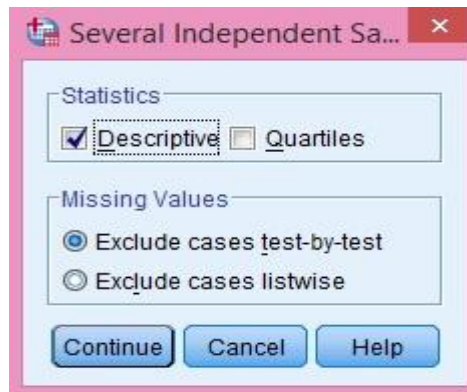 Several Independent Sa...
Statistics
Descriptive Quartiles
Missing Values
Exclude cases test-by-test
Exclude cases listwise
Continue Cancel Help